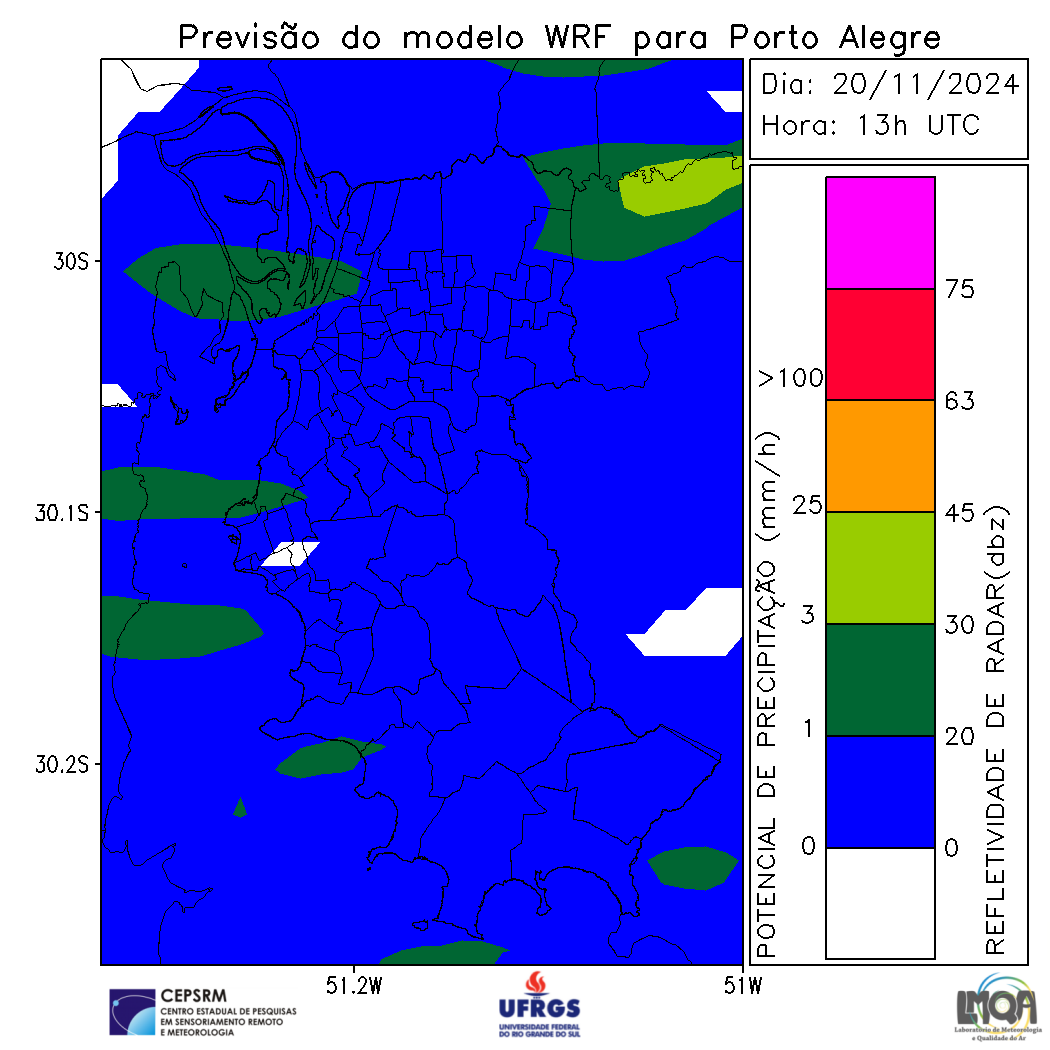 Previsão do modelo WRF para Porto Alegre
Dia: 20/11/2024
Hora: 13h UTC
30S
30.1S
30.2S
51.2W
51W
POTENCIAL DE PRECIPITAÇÃO (mm/h)
>100
25
3
1
0
75
63
45
30
20
0
REFLETIVIDADE DE RADAR(dbz)
CEPSRM
CENTRO ESTADUAL DE PESQUISAS
EM SENSORIAMENTO REMOTO
E METEOROLOGIA
UFRGS
UNIVERSIDADE FEDERAL
DO RIO GRANDE DO SUL
LMQA
Laboratório de Meteorologia
e Qualidade do Ar